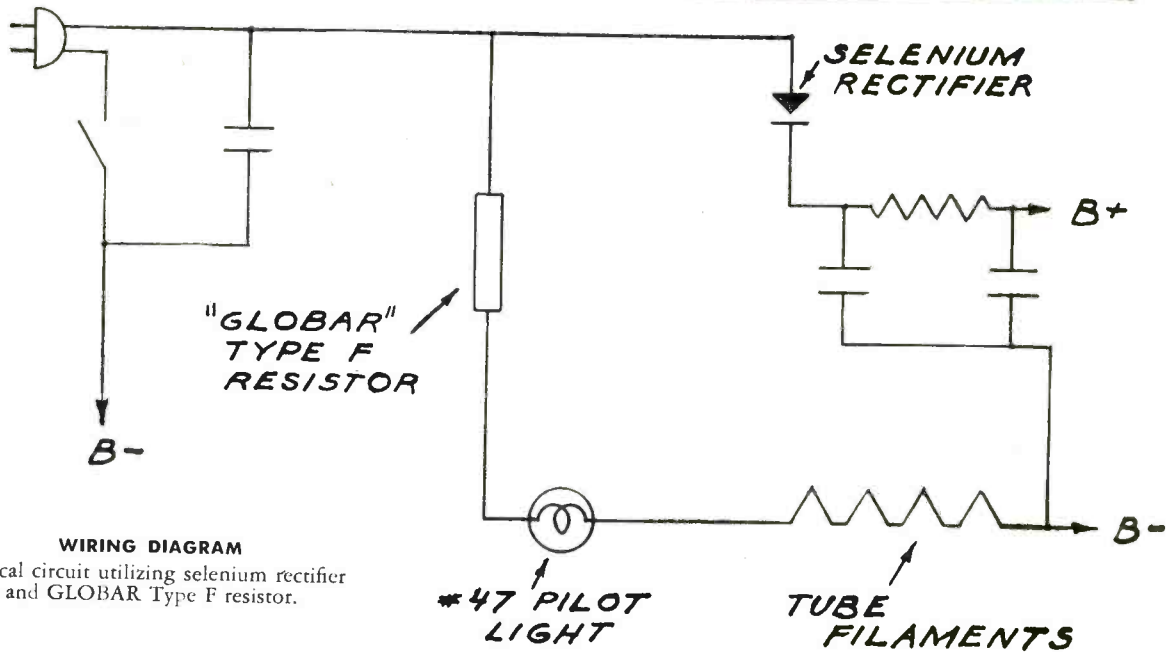 SELENIUM
RECTIFIER
B+
"GLOBAR"
TYPE F
RESISTOR
B-
B-
WIRING DIAGRAM
cal circuit utilizing selenium rectifier
and GLOBAR Type F resistor.
#47 PILOT
LIGHT
TUBE
FILAMENTS